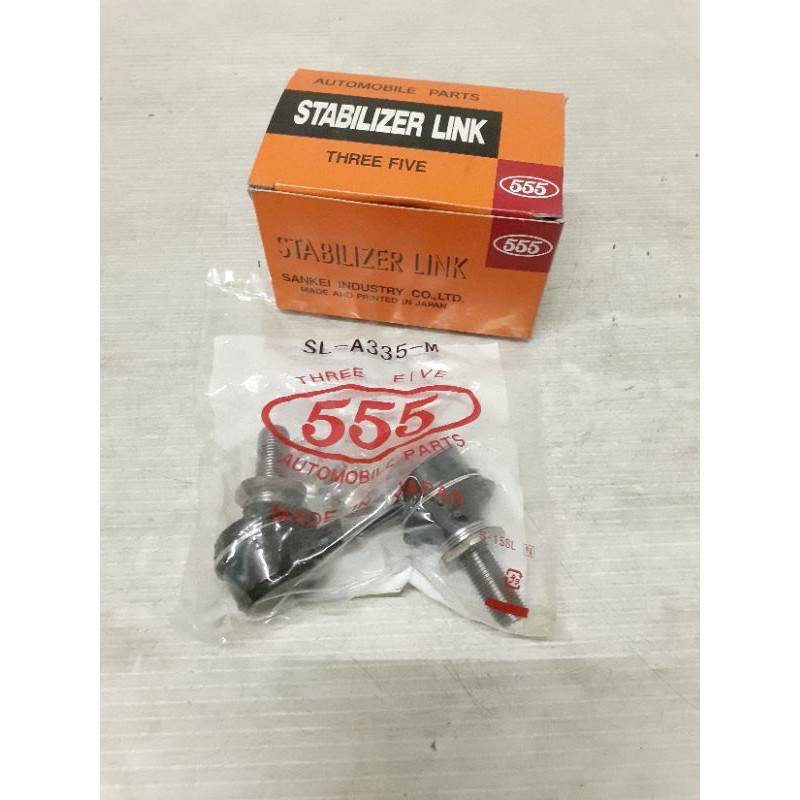 AUTOMOBILE PARTS
STABILIZER LINK
THREE FIVE
555
555
STABILIZER LINK
SANKEI INDUSTRY CO.,LTD.
MADE AND PRINTED IN JAPAN
SL-A335-M
THREE FIVE
555
AUTOMOBILE PARTS
MADE IN JAPAN
S-15SL